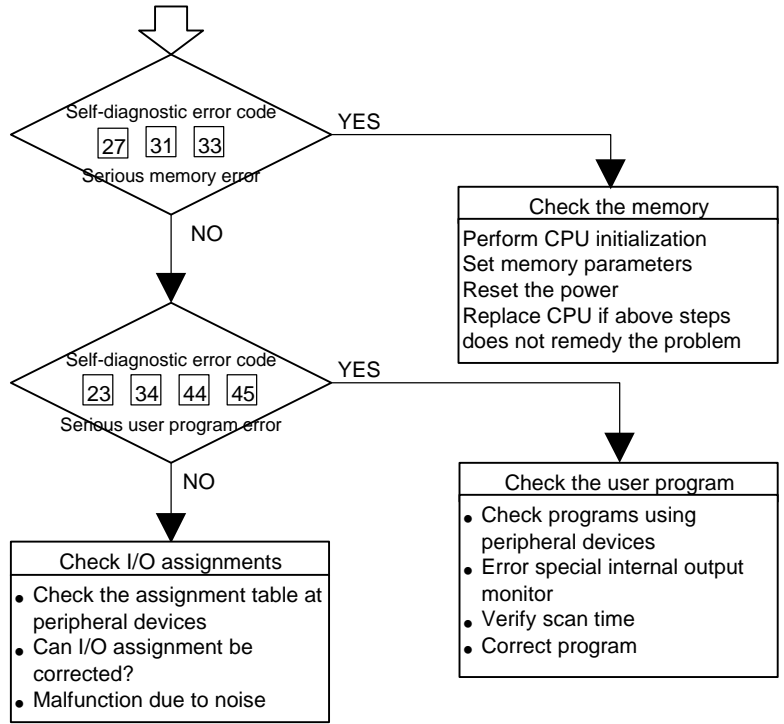 Self-diagnostic error code
27 31 33
Serious memory error
YES
NO
Check the memory
Perform CPU initialization
Set memory parameters
Reset the power
Replace CPU if above steps
does not remedy the problem
Self-diagnostic error code
23 34 44 45
Serious user program error
YES
NO
Check the user program
• Check programs using
peripheral devices
• Error special internal output
monitor
• Verify scan time
• Correct program
Check I/O assignments
• Check the assignment table at
peripheral devices
• Can I/O assignment be
corrected?
• Malfunction due to noise